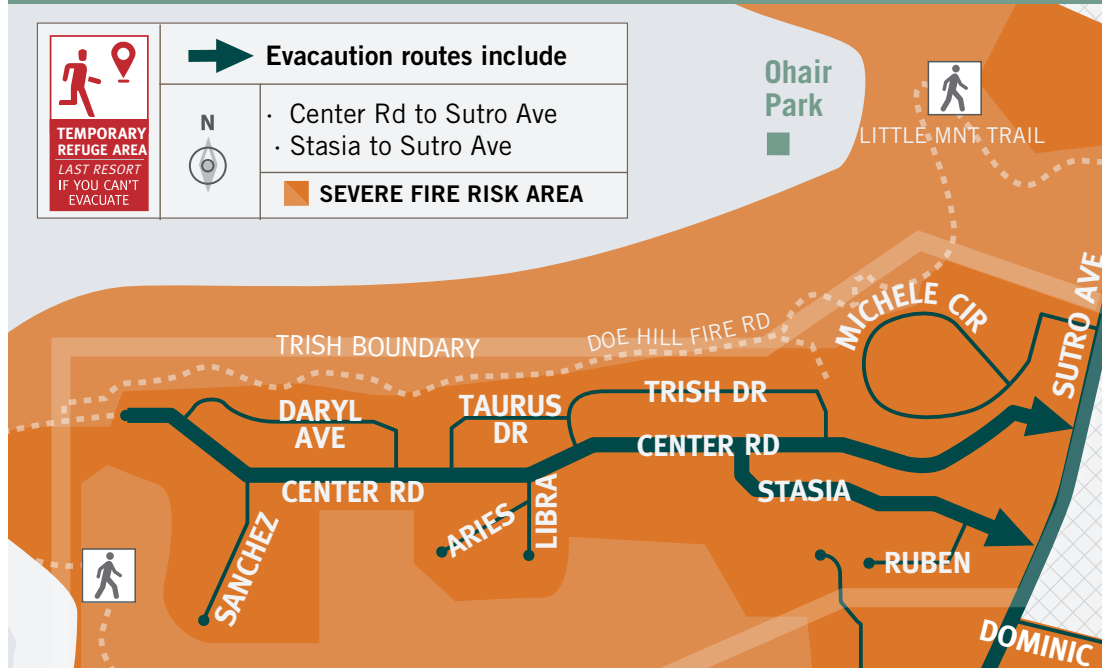 TEMPORARY
REFUGE AREA
LAST RESORT
IF YOU CAN'T
EVACUATE
Evacaution routes include
N
· Center Rd to Sutro Ave
· Stasia to Sutro Ave
SEVERE FIRE RISK AREA
Ohair
Park
LITTLE MNT TRAIL
SUTRO AVE
MICHELE CIR
DOE HILL FIRE RD
TRISH BOUNDARY
TRISH DR
DARYL
AVE
TAURUS
DR
CENTER RD
CENTER RD
STASIA
LIBRA
ARIES
SANCHEZ
RUBEN
DOMINIC